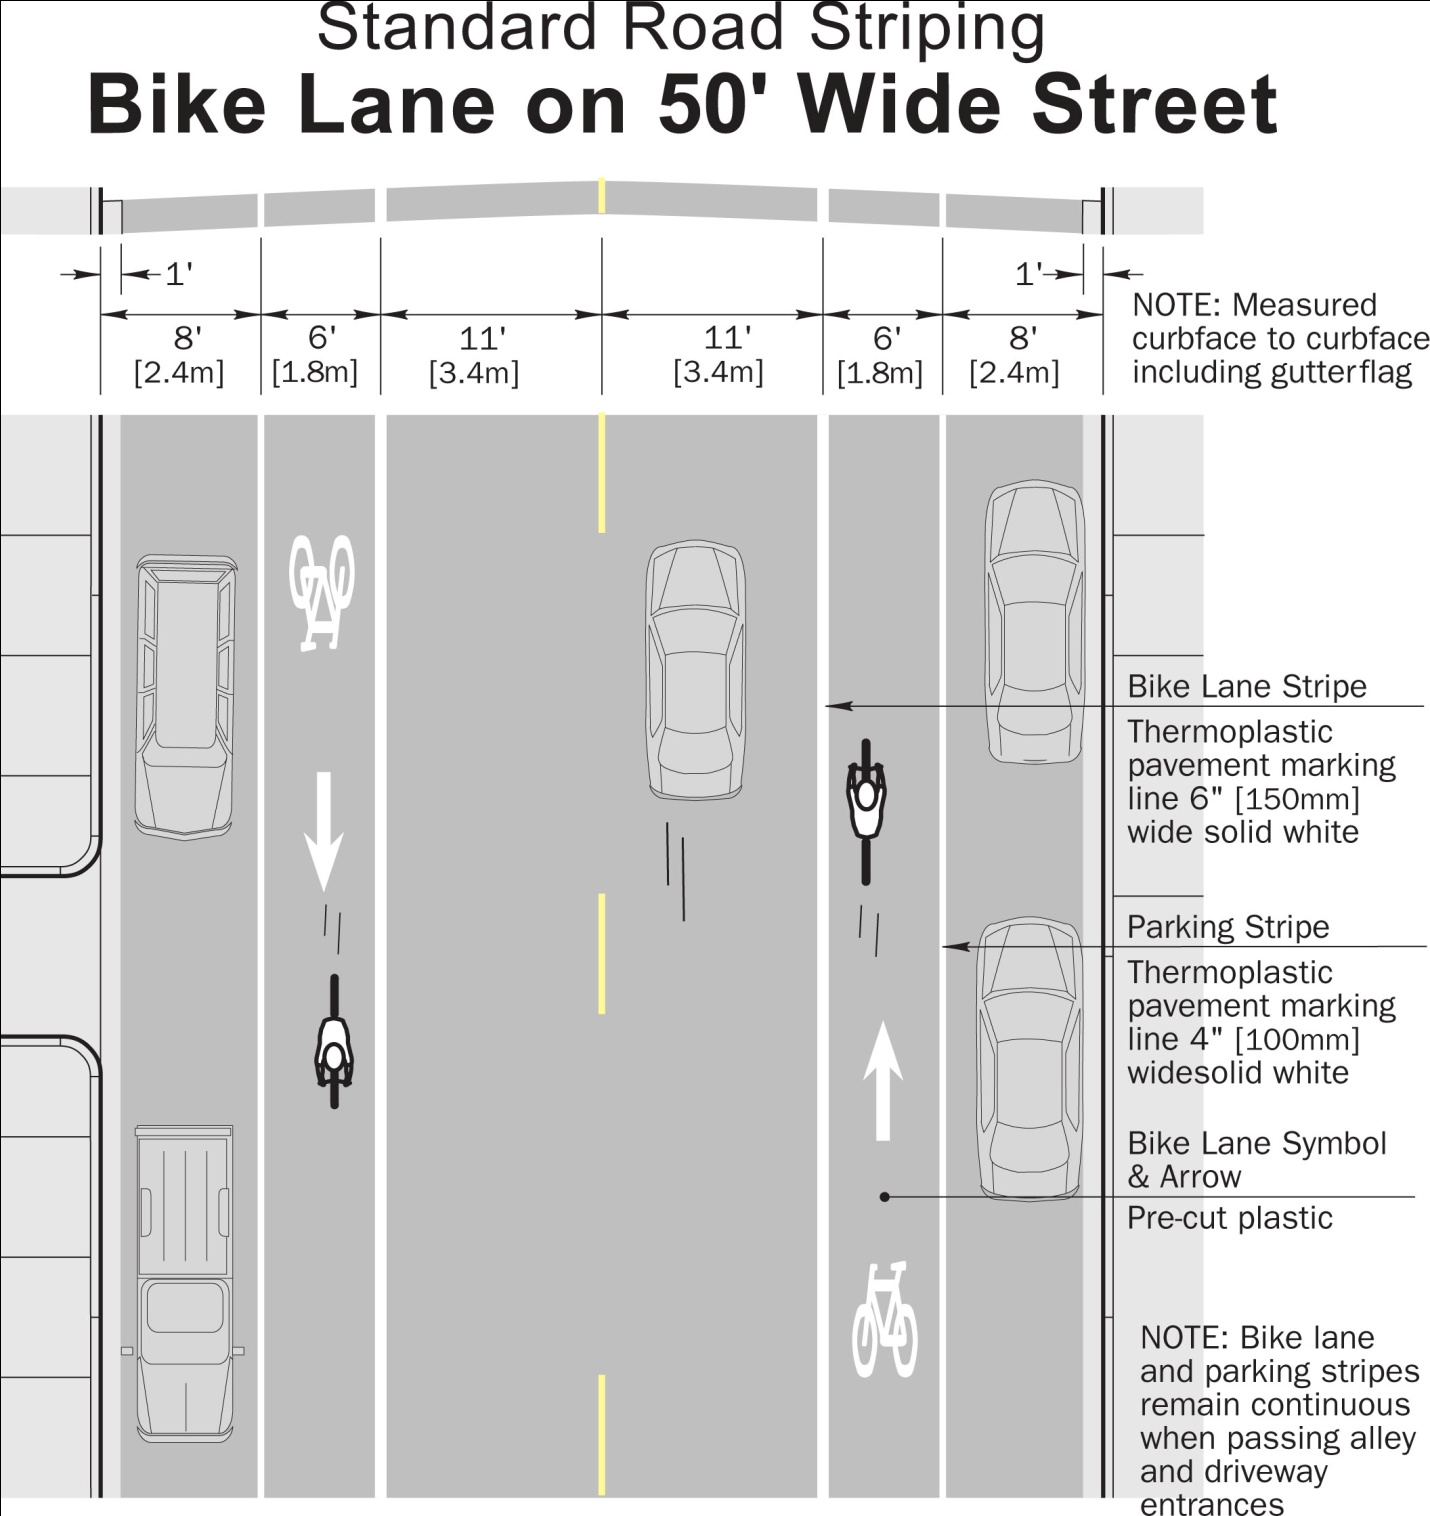 Standard Road Striping
Bike Lane on 50' Wide Street
1'
1'
8'
6'
11'
11'
6'
8'
[2.4m]
[1.8m]
[3.4m]
[3.4m]
[1.8m]
[2.4m]
NOTE: Measured
curbface to curbface
including gutterflag
Bike Lane Stripe
Thermoplastic
pavement marking
line 6" [150mm]
wide solid white
Parking Stripe
Thermoplastic
pavement marking
line 4" [100mm]
widesolid white
Bike Lane Symbol
& Arrow
Pre-cut plastic
NOTE: Bike lane
and parking stripes
remain continuous
when passing alley
and driveway
entrances